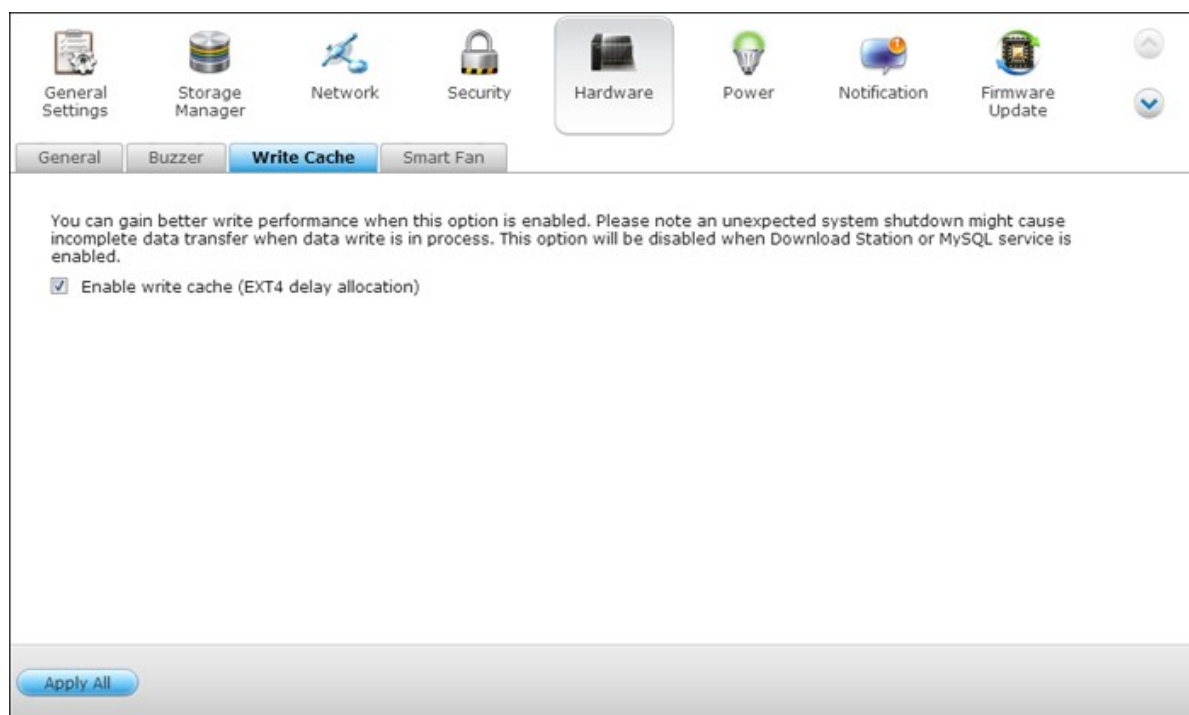 General Settings
Storage Manager
Network
Security
Hardware
Power
Notification
Firmware Update
General
Buzzer
Write Cache
Smart Fan
You can gain better write performance when this option is enabled. Please note an unexpected system shutdown might cause
incomplete data transfer when data write is in process. This option will be disabled when Download Station or MySQL service is
enabled.
Enable write cache (EXT4 delay allocation)
Apply All